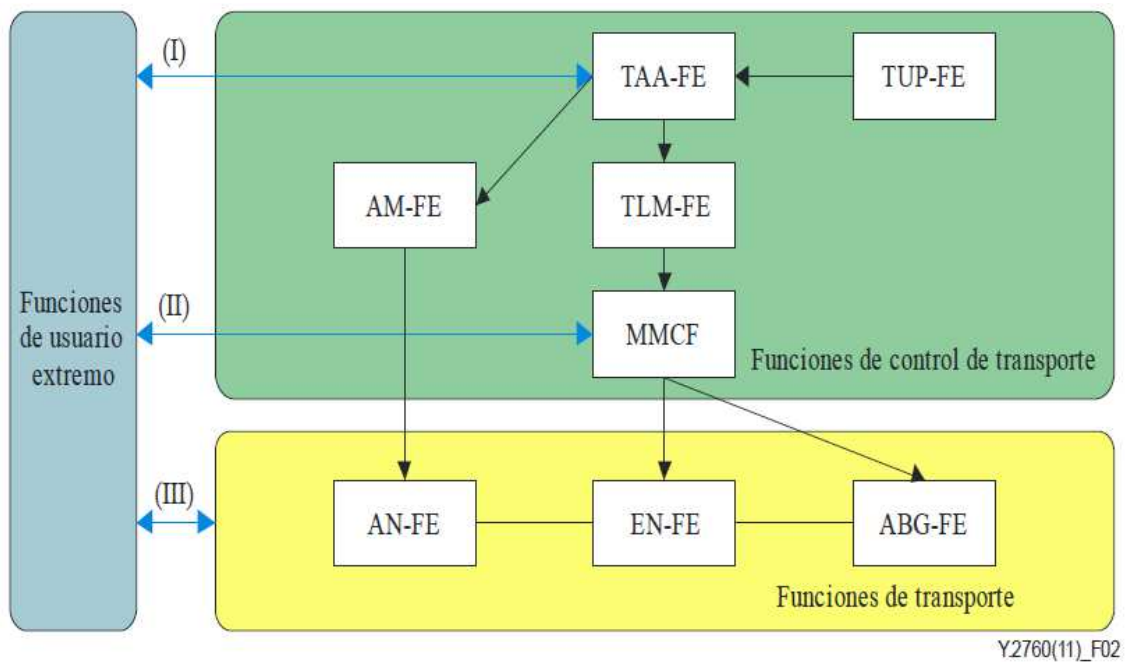 (I)
TAA-FE
TUP-FE
AM-FE
TLM-FE
Funciones
de usuario
extremo
(II)
MMCF
Funciones de control de transporte
(III)
AN-FE
EN-FE
ABG-FE
Funciones de transporte
Y.2760(11)_F02